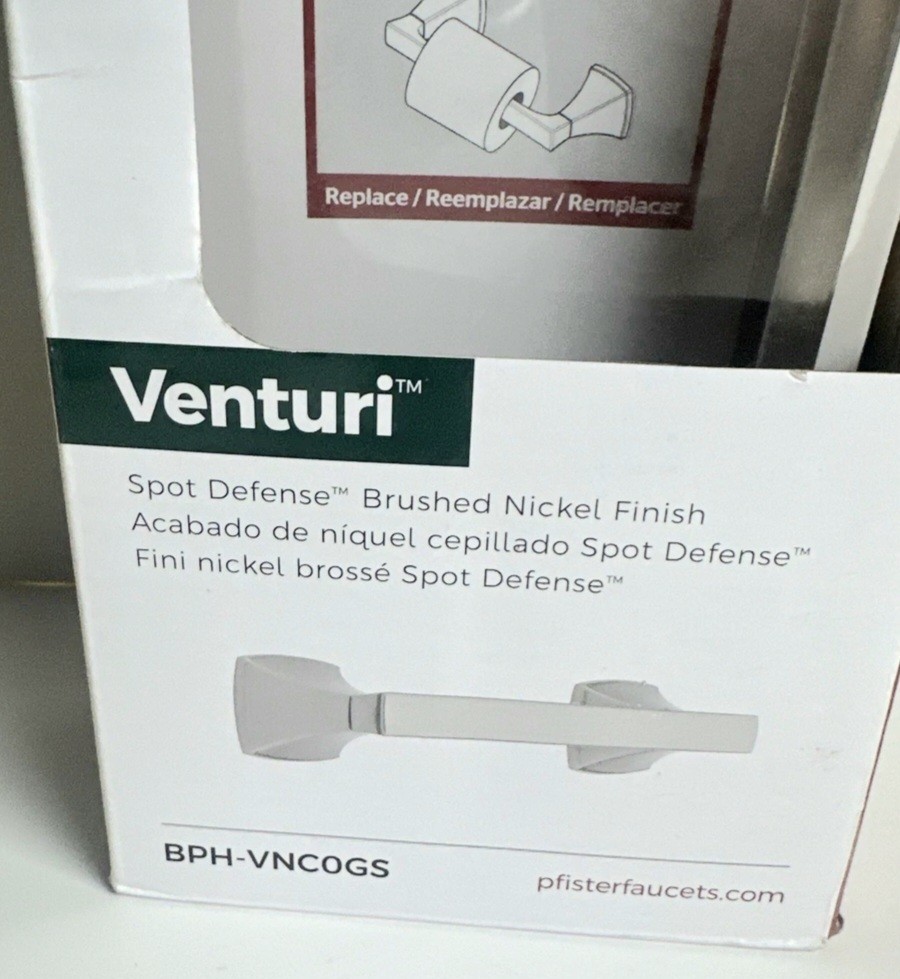 Replace / Reemplazar / Remplacer
Venturi™
Spot Defense™ Brushed Nickel Finish
Acabado de níquel cepillado Spot Defense™
Fini nickel brossé Spot Defense™
BPH-VNC0GS
pfisterfaucets.com